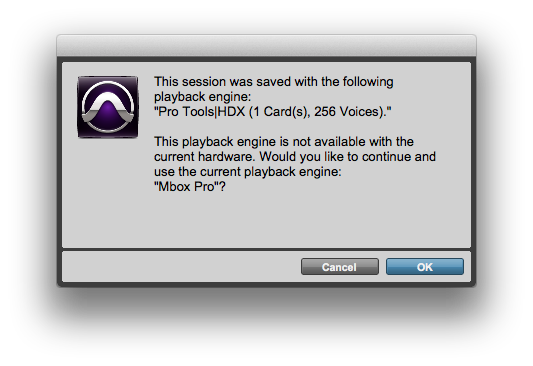 This session was saved with the following
playback engine:
"Pro Tools|HDX (1 Card(s), 256 Voices)."
This playback engine is not available with the
current hardware. Would you like to continue and
use the current playback engine:
"Mbox Pro"?
Cancel
OK